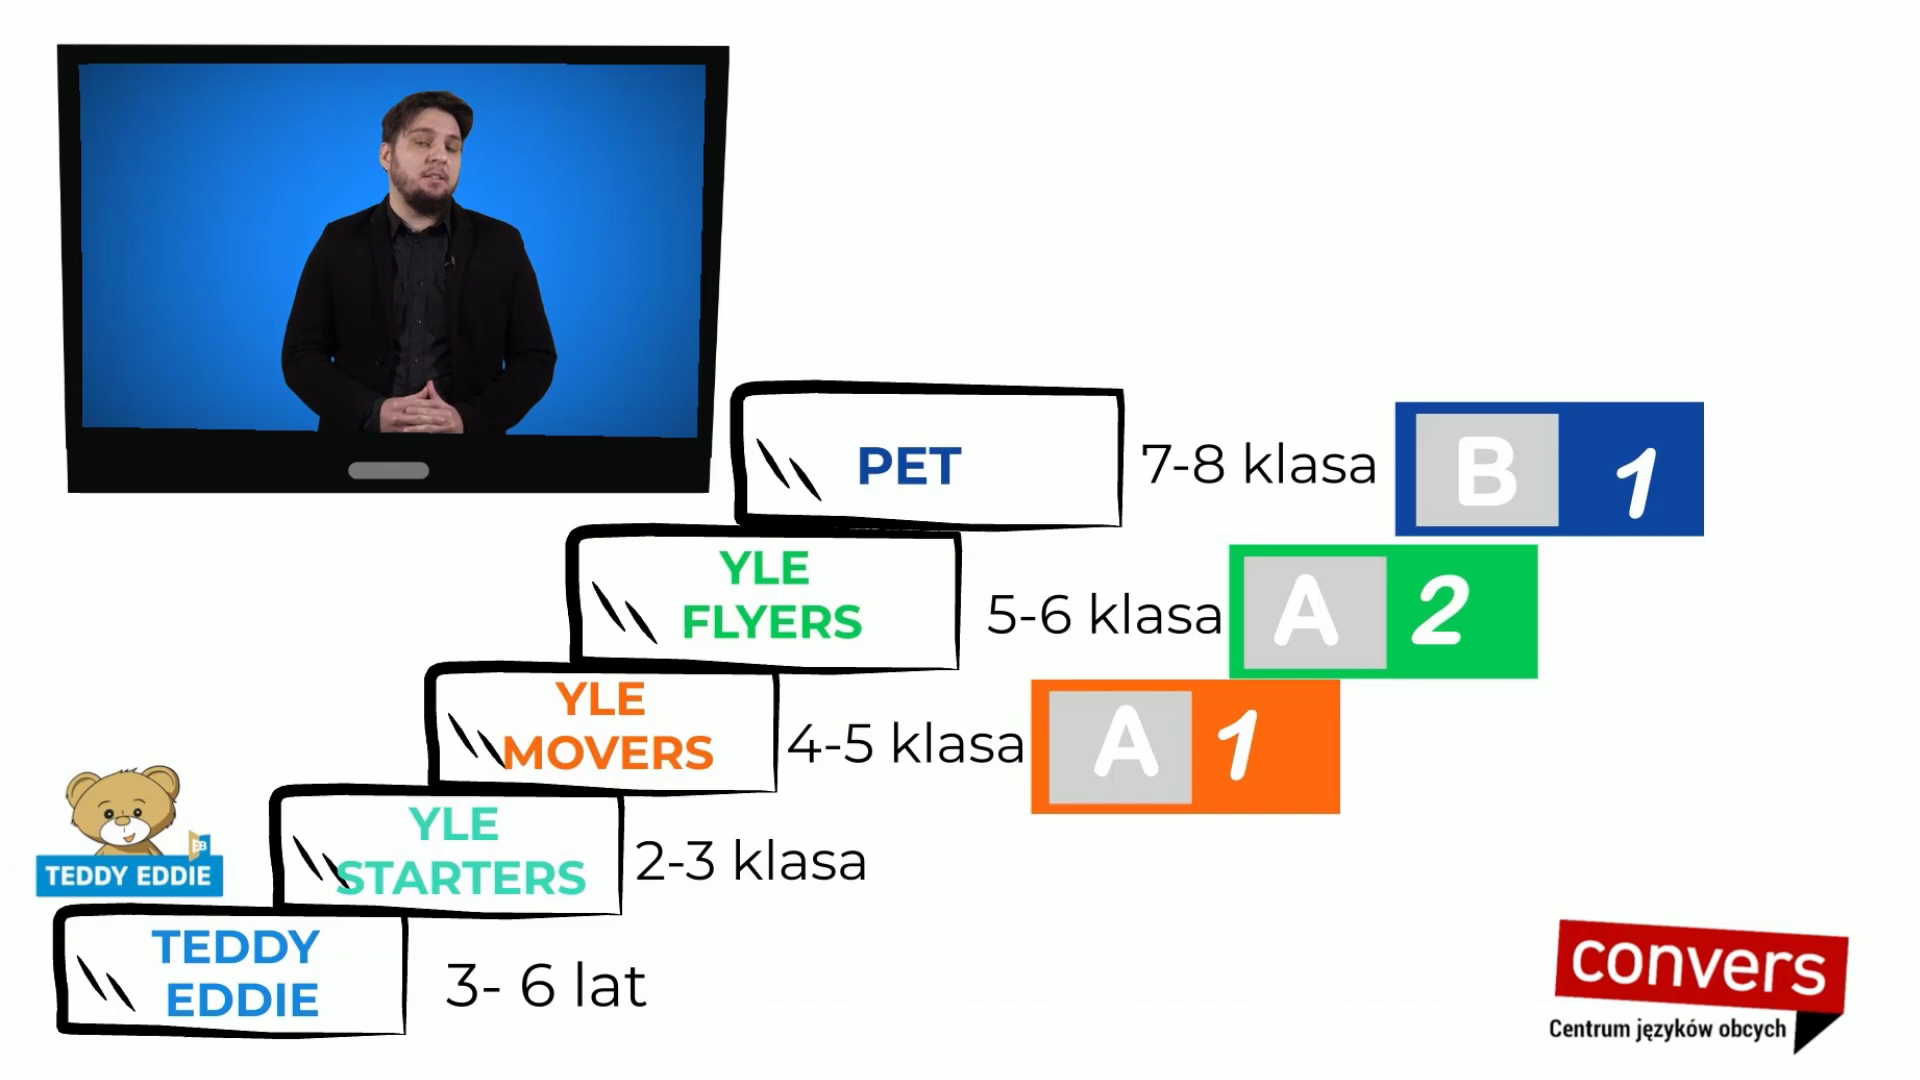 PET
7-8 klasa
B 1
YLE
FLYERS
5-6 klasa
A 2
YLE
MOVERS
4-5 klasa
A 1
YLE
STARTERS
2-3 klasa
EB
TEDDY EDDIE
TEDDY
EDDIE
3- 6 lat
convers
Centrum języków obcych